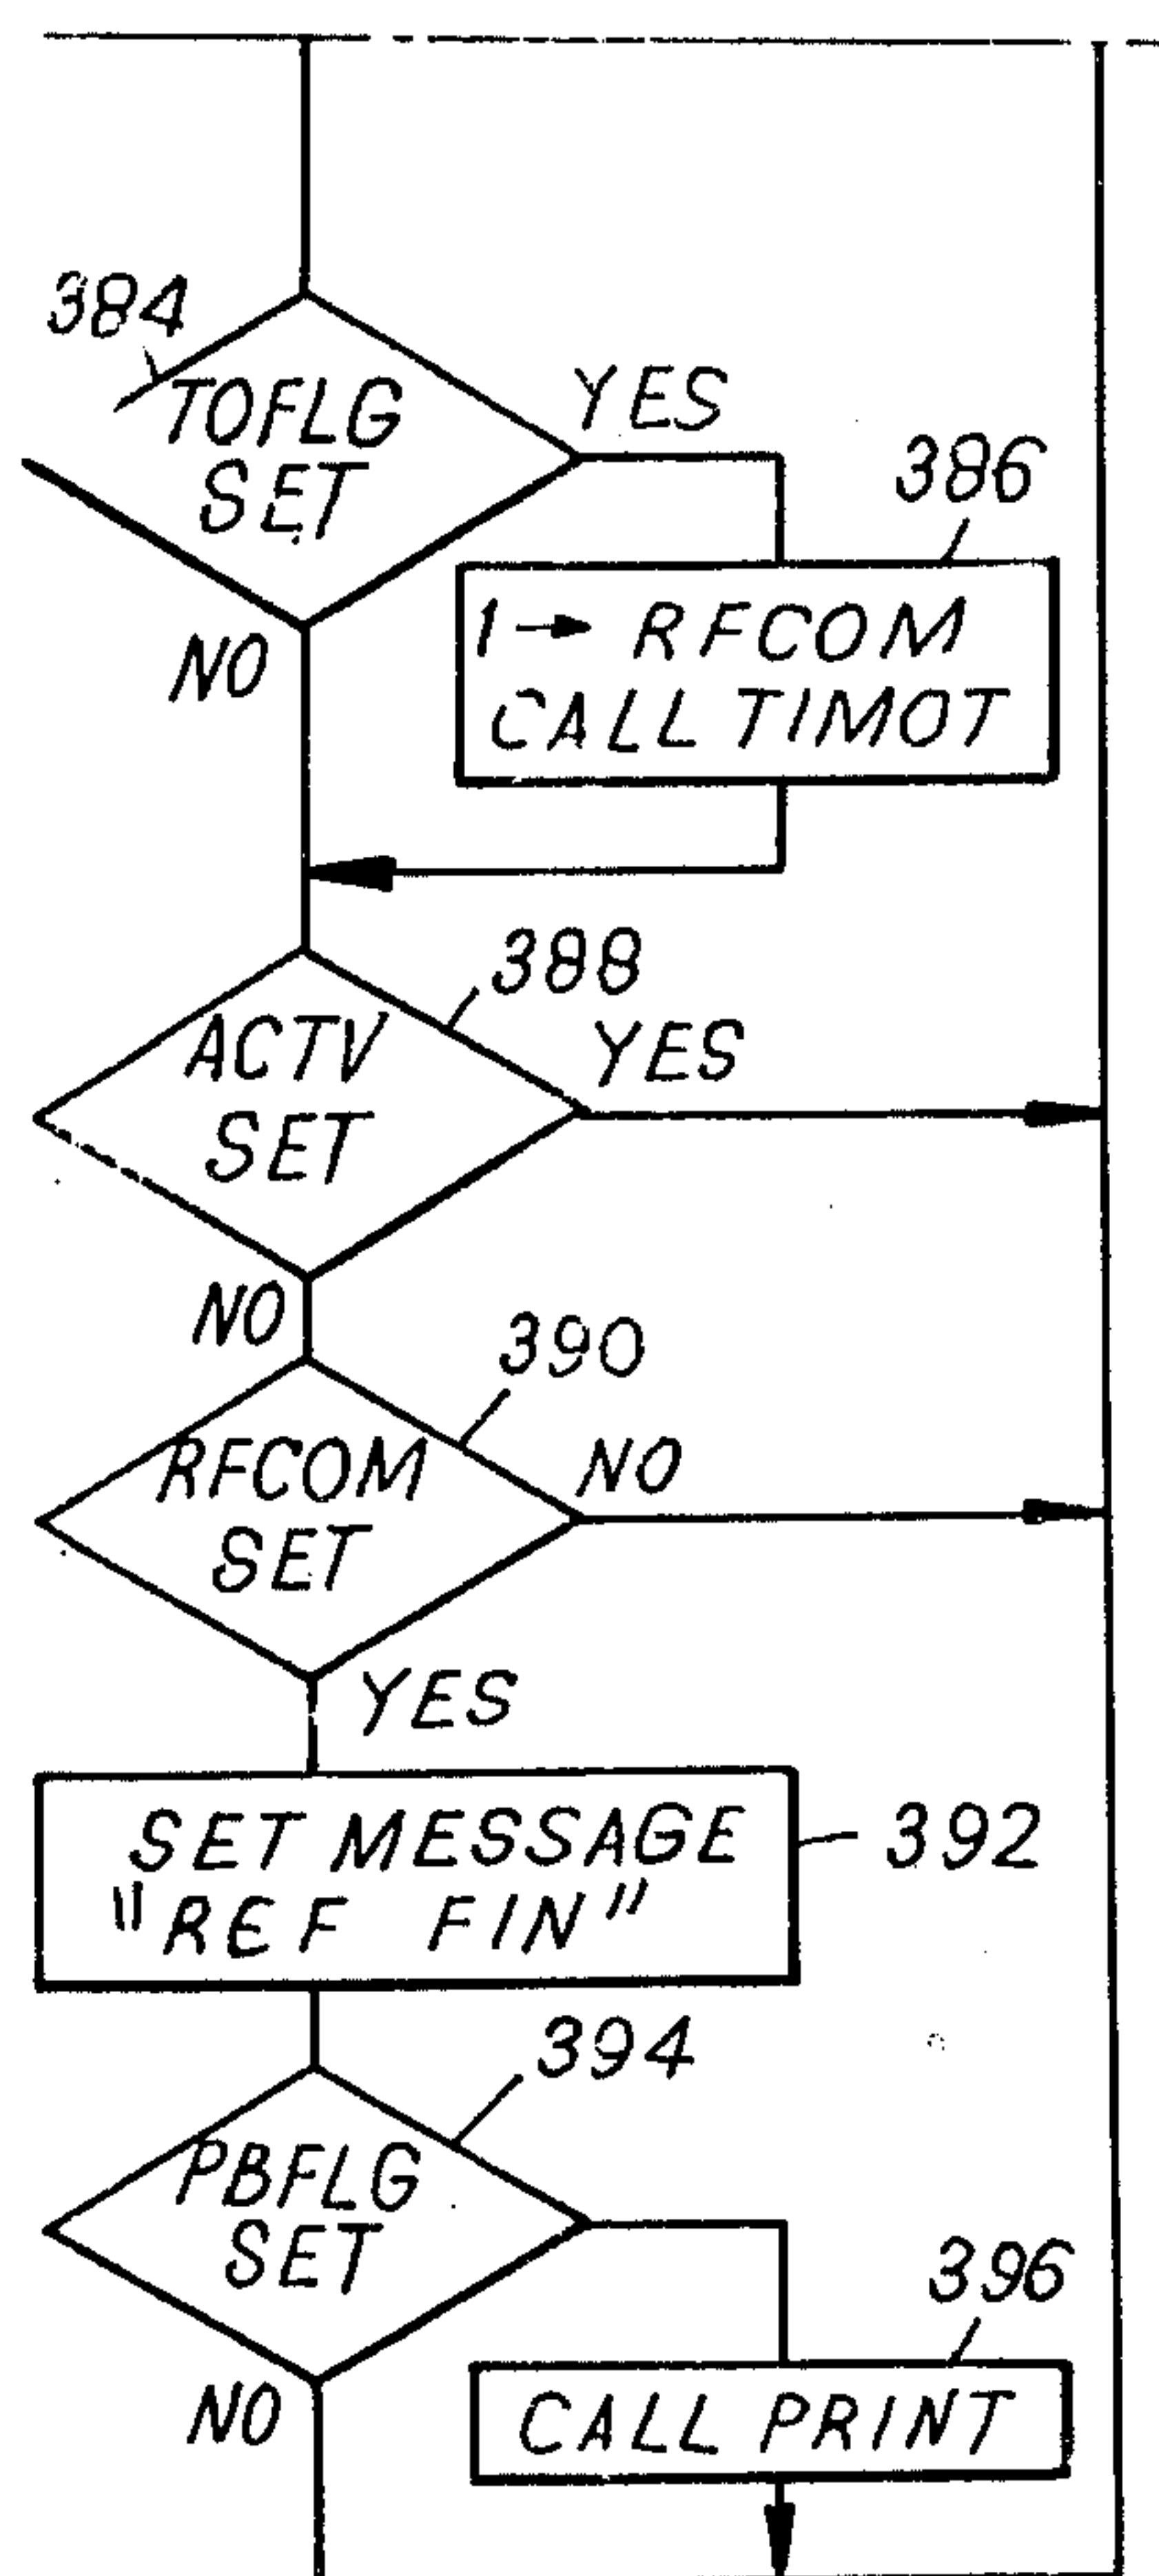 384
TOFLG
SET
YES
386
1 → RFCOM
CALL TIMOT
NO
388
ACTV
SET
YES
NO
390
RFCOM
SET
NO
YES
SET MESSAGE
"REF FIN"
392
394
PBFLG
SET
396
NO
CALL PRINT